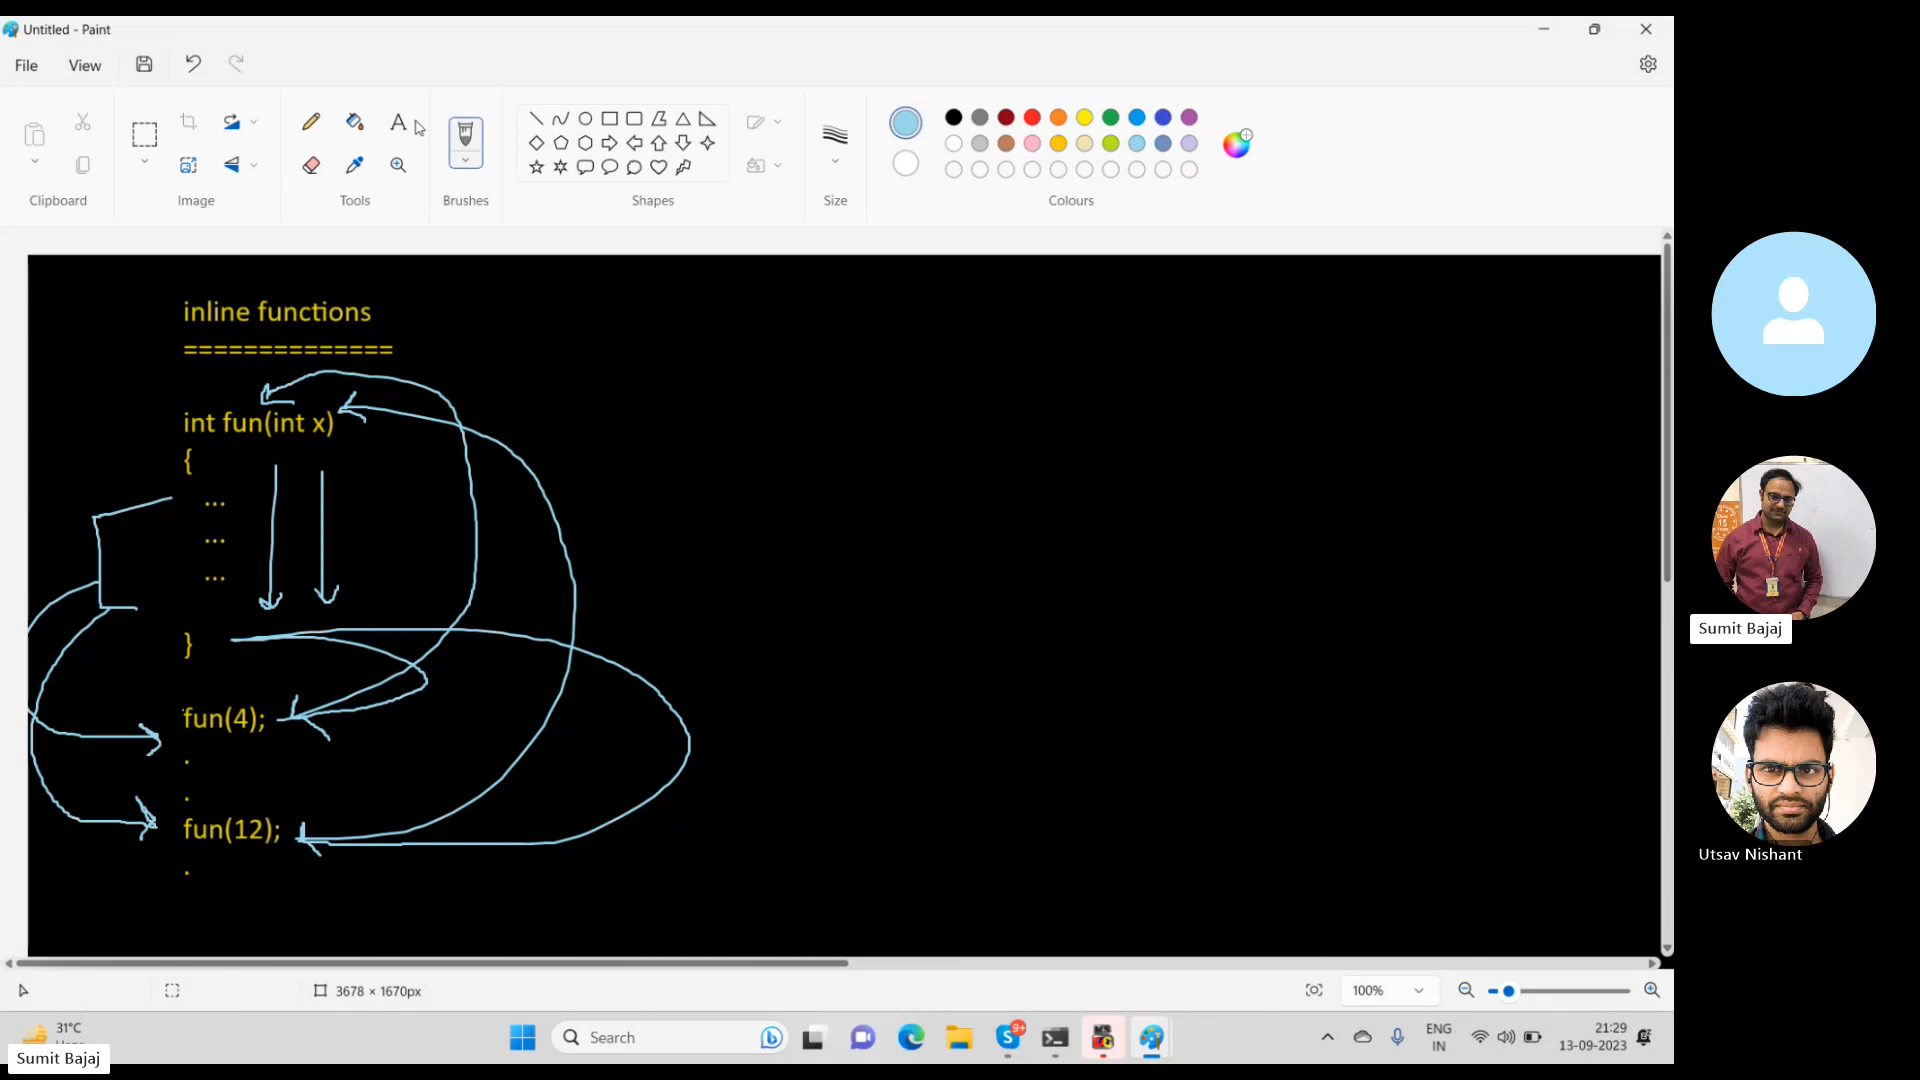 Untitled - Paint
File View
Clipboard
Image
Tools
Brushes
Shapes
Size
Colours
inline functions
==============
int fun(int x)
{
...
...
...
}
fun(4);
.
.
fun(12);
.
3678 × 1670px
100%
31°C
Search
9+
ENG
IN
21:29
13-09-2023
Sumit Bajaj
Sumit Bajaj
Utsav Nishant